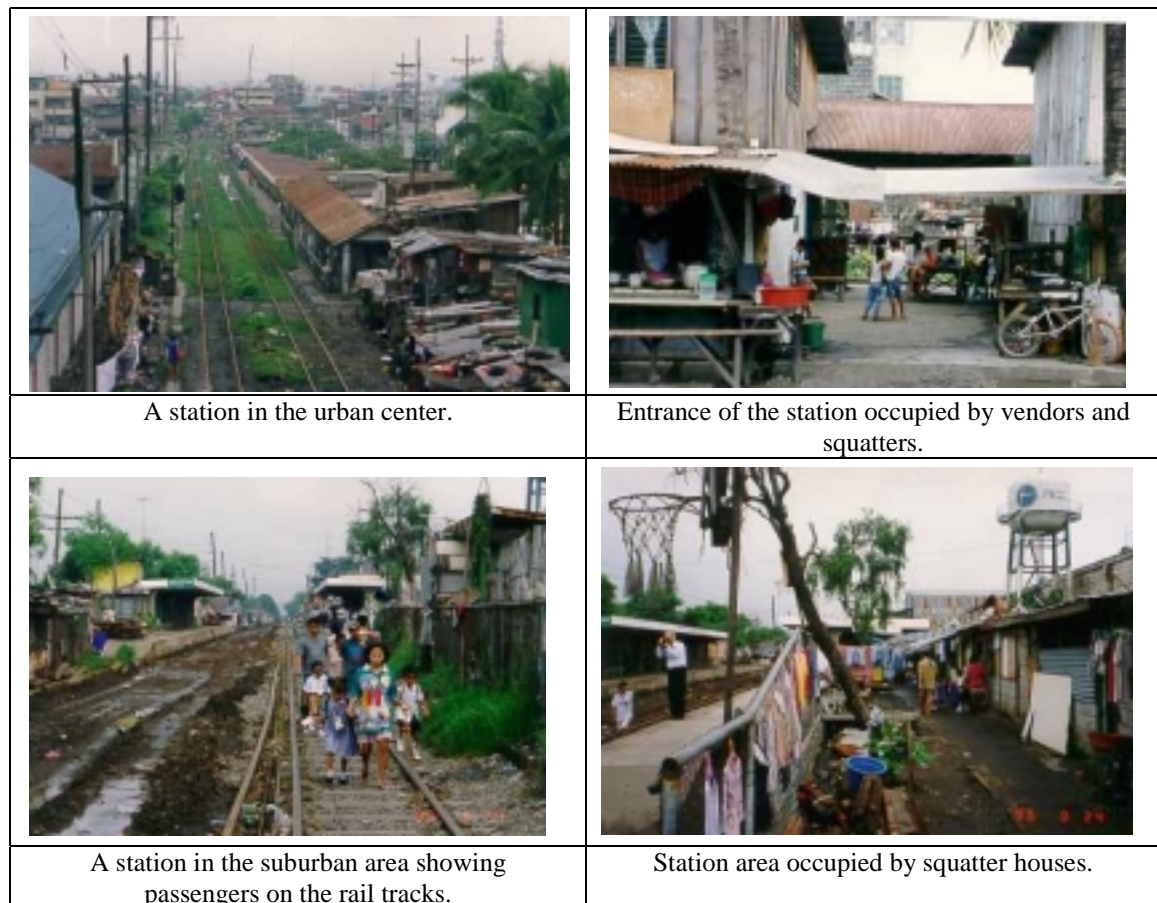 A station in the urban center.
Entrance of the station occupied by vendors and
squatters.
A station in the suburban area showing
passengers on the rail tracks.
Station area occupied by squatter houses.